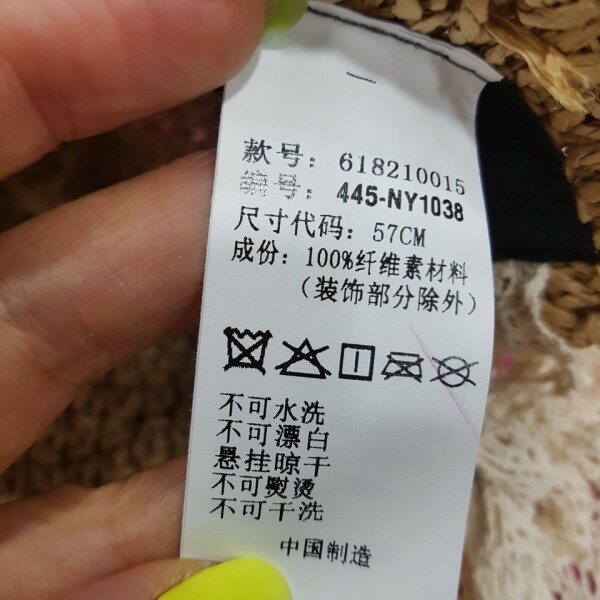 款号：618210015
编号：445-NY1038
尺寸代码：57CM
成份：100%纤维素材料
（装饰部分除外）
不可水洗
不可漂白
悬挂晾干
不可熨烫
不可干洗
中国制造